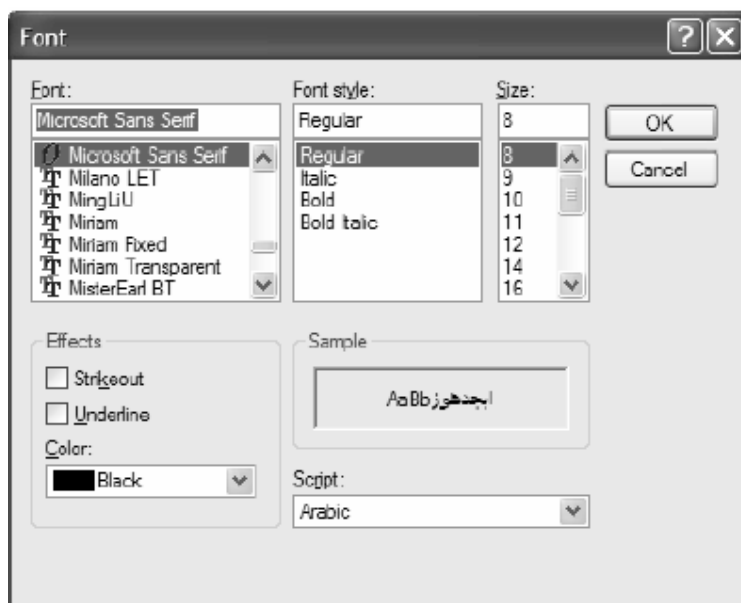 Font
Font:
Font style:
Size:
Microsoft Sans Serif
Regular
8
OK
Microsoft Sans Serif
Milano LET
MingLiU
Miriam
Miriam Fixed
Miriam Transparent
MisterEarl BT
Regular
Italic
Bold
Bold Italic
8
9
10
11
12
14
16
Cancel
Effects
Strikeout
Underline
Color:
Black
Sample
AaBbابجدهوز
Script:
Arabic